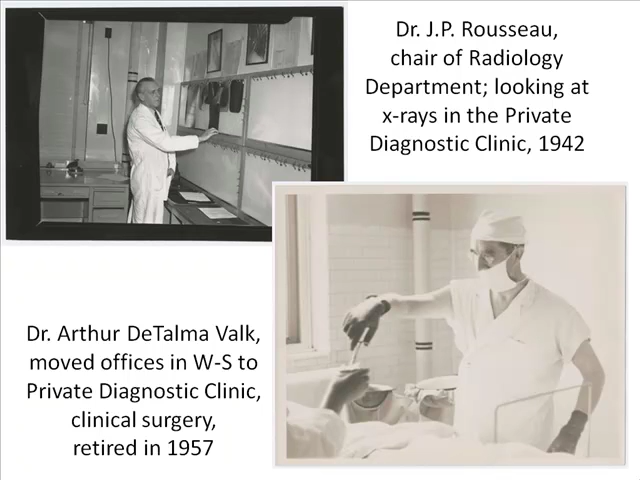 Dr. J.P. Rousseau,
chair of Radiology
Department; looking at
x-rays in the Private
Diagnostic Clinic, 1942
Dr. Arthur DeTalma Valk,
moved offices in W-S to
Private Diagnostic Clinic,
clinical surgery,
retired in 1957